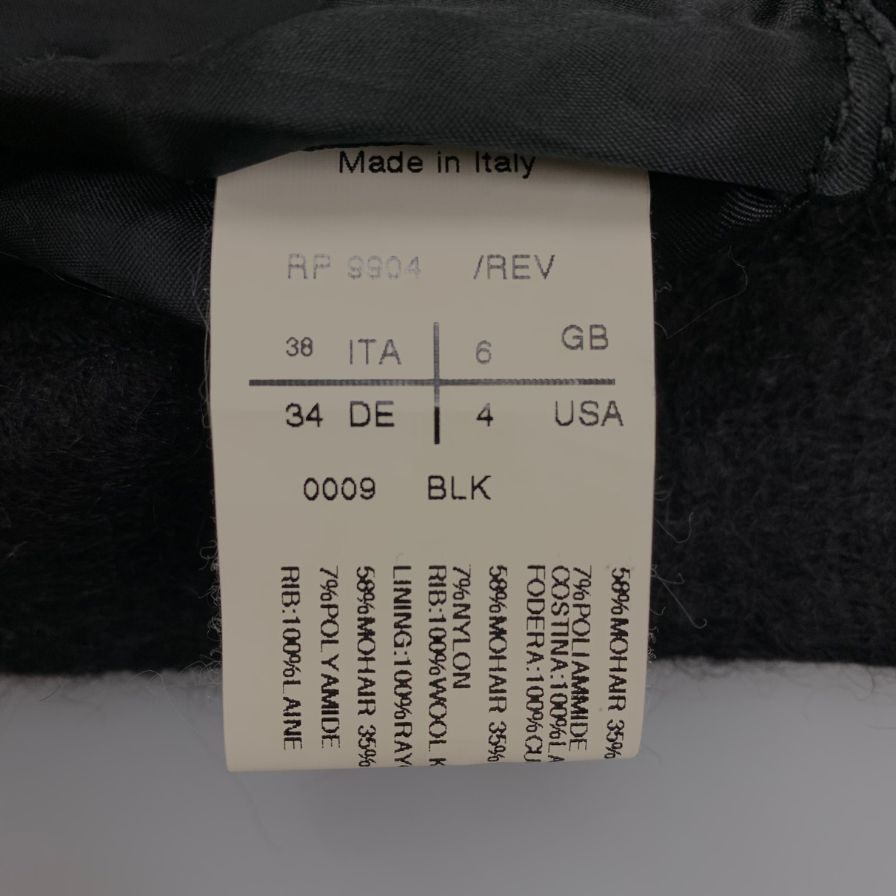 Made in Italy
RP 9904 /REV
38 ITA 6 GB
34 DE 4 USA
0009 BLK
58%MOHAIR 35%
7%POLIAMMIDE
COSTINA:100%LA
FODERA:100%CU
58%MOHAIR 35%
7%NYLON
RIB:100%WOOL
LINING:100%RAY
58%MOHAIR 35%
7%POLYAMIDE
RIB:100%LAINE